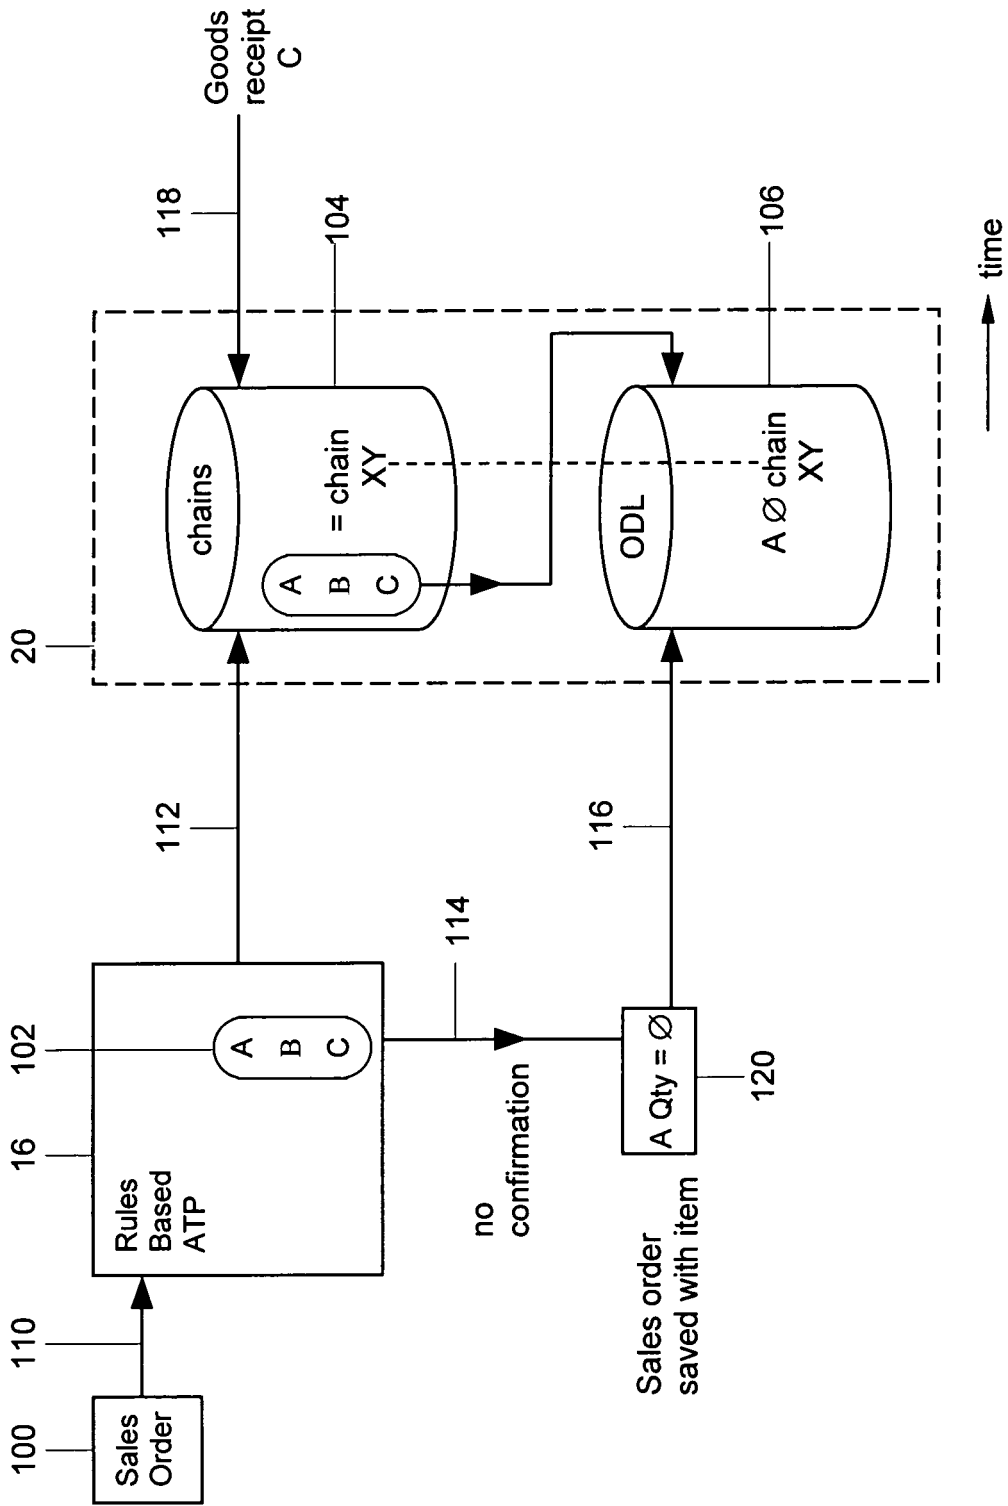 100
110
16
102
112
20
118
Sales
Order
Rules
Based
ATP
A
B
C
chains
A
B
C
= chain
XY
104
Goods
receipt
C
no
confirmation
114
116
Sales order
saved with item
A Qty = Ø
120
ODL
A Ø chain
XY
106
time